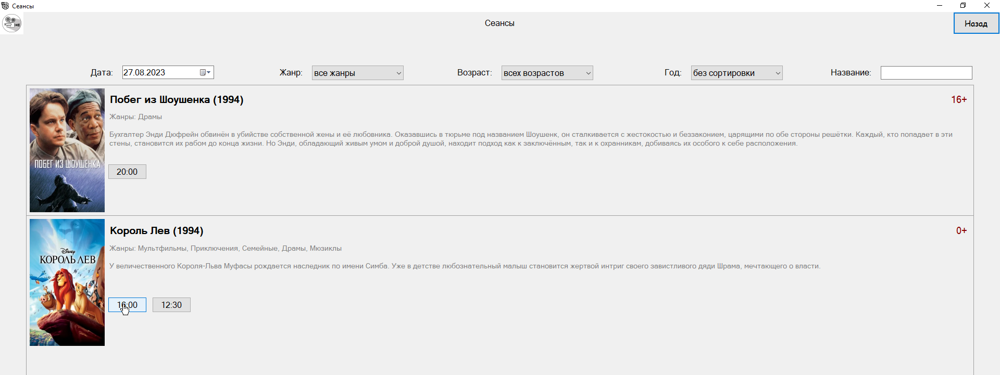 Сеансы
Сеансы
Назад
Дата: 27.08.2023 Жанр: все жанры Возраст: всех возрастов Год: без сортировки Название:
Побег из Шоушенка (1994) 16+
Жанры: Драмы
Бухгалтер Энди Дюфрейн обвинён в убийстве собственной жены и её любовника. Оказавшись в тюрьме под названием Шоушенк, он сталкивается с жестокостью и беззаконием, царящими по обе стороны решётки. Каждый, кто попадает в эти
стены, становится их рабом до конца жизни. Но Энди, обладающий живым умом и доброй душой, находит подход как к заключённым, так и к охранникам, добиваясь их особого к себе расположения.
ПОБЕГ ИЗ ШОУШЕНКА
20:00
Король Лев (1994) 0+
Жанры: Мультфильмы, Приключения, Семейные, Драмы, Мюзиклы
Disney
КОРОЛЬ ЛЕВ
У величественного Короля-Льва Муфасы рождается наследник по имени Симба. Уже в детстве любознательный малыш становится жертвой интриг своего завистливого дяди Шрама, мечтающего о власти.
16:00 12:30